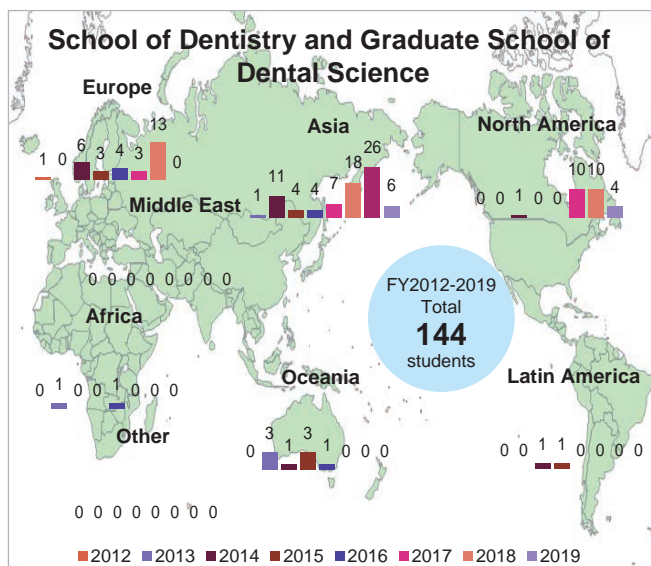 School of Dentistry and Graduate School of
Dental Science
Europe
1 0 6 3 4 3 13 0
Asia
1 11 4 4 7 18 26 6
North America
0 0 1 0 0 10 10 4
Middle East
0 0 0 0 0 0 0 0
FY2012-2019
Total
144
students
Africa
0 1 0 0 1 0 0 0
Oceania
0 3 1 3 1 0 0 0
Latin America
0 0 1 1 0 0 0 0
Other
0 0 0 0 0 0 0 0
2012 2013 2014 2015 2016 2017 2018 2019